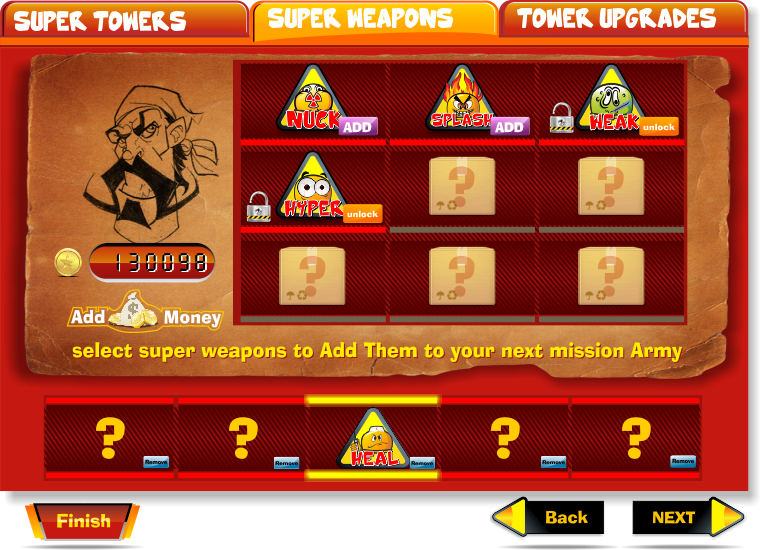 SUPER TOWERS
SUPER WEAPONS
TOWER UPGRADES
NUCK ADD
SPLASH ADD
WEAK unlock
HYPER unlock
?
?
?
?
?
130098
Add Money
select super weapons to Add Them to your next mission Army
? Remove
? Remove
HEAL Remove
? Remove
? Remove
Finish
Back
NEXT